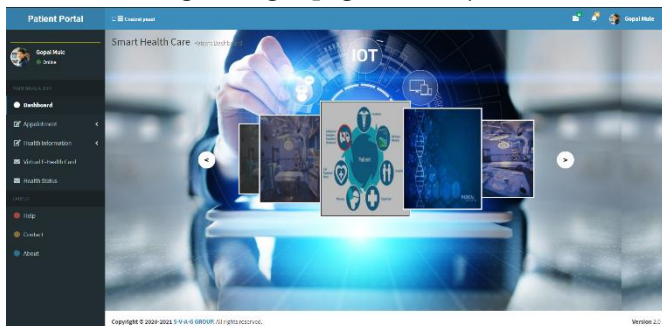 Patient Portal
Control panel
Gopal Mule
Gopal Mule
Online
Smart Health Care
IOT
Dashboard
Appointment
Health Information
Virtual E-Health Card
Health Status
LABELS
Help
Contact
About
Patient
Copyright © 2020-2021 S-V-A-G GROUP. All rights reserved.
Version 2.0